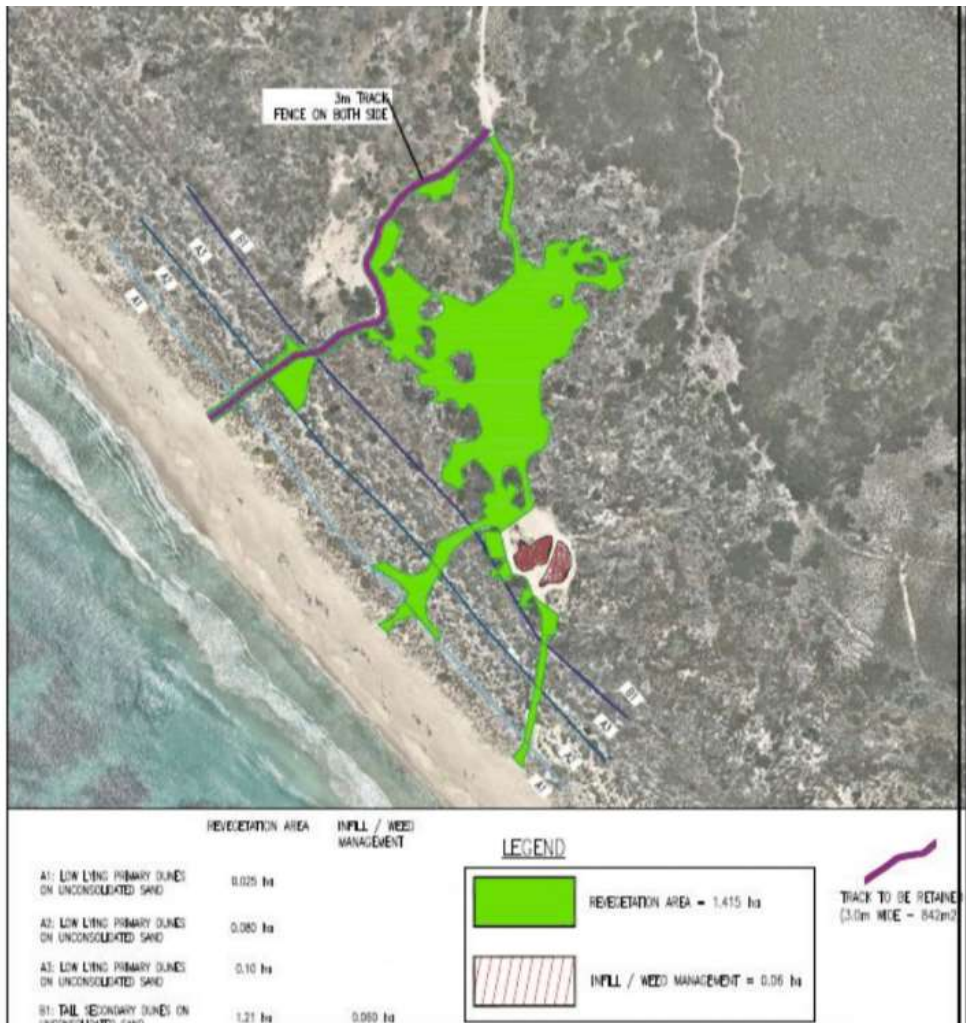 3m TRACK
FENCE ON BOTH SIDE
B1
A3
A2
A1
B1
A3
A2
A1
REVEGETATION AREA
INFILL / WEED
MANAGEMENT
A1: LOW LYING PRIMARY DUNES
ON UNCONSOLIDATED SAND
0.025 ha
A2: LOW LYING PRIMARY DUNES
ON UNCONSOLIDATED SAND
0.080 ha
A3: LOW LYING PRIMARY DUNES
ON UNCONSOLIDATED SAND
0.10 ha
B1: TALL SECONDARY DUNES ON
UNCONSOLIDATED SAND
1.21 ha
0.060 ha
LEGEND
REVEGETATION AREA = 1.415 ha
INFILL / WEED MANAGEMENT = 0.06 ha
TRACK TO BE RETAINE
(3.0m WIDE - 842m2